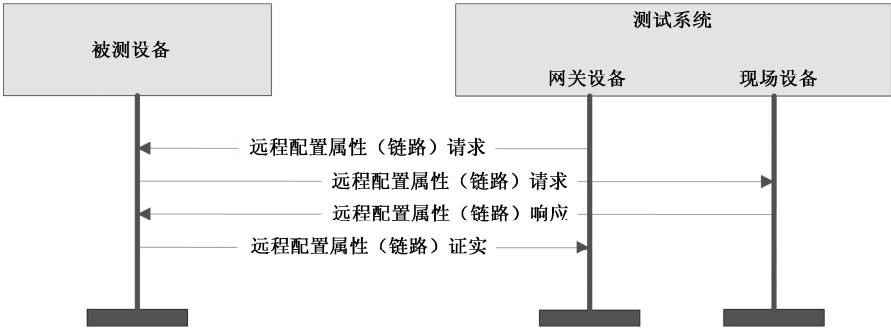 测试系统
被测设备
网关设备
现场设备
远程配置属性（链路）请求
远程配置属性（链路）请求
远程配置属性（链路）响应
远程配置属性（链路）证实